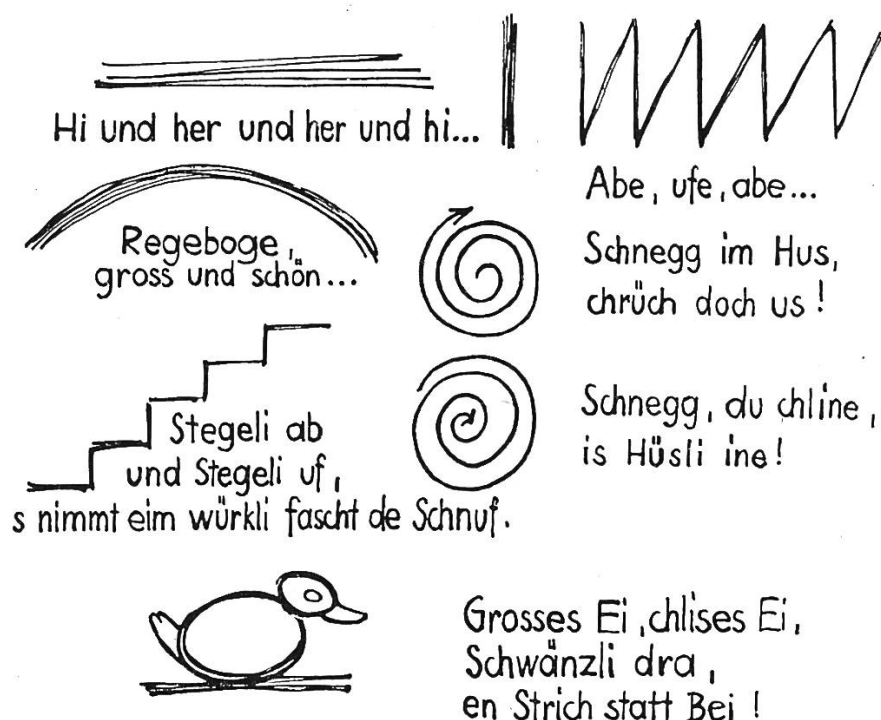 Hi und her und her und hi...
Abe, ufe, abe...
Regeboge,
gross und schön...
Schnegg im Hus,
chrüch doch us!
Stegeli ab
und Stegeli uf,
s nimmt eim würkli fascht de Schnuf.
Schnegg, du chline,
is Hüsli ine!
Grosses Ei, chlises Ei,
Schwänzli dra,
en Strich statt Bei!